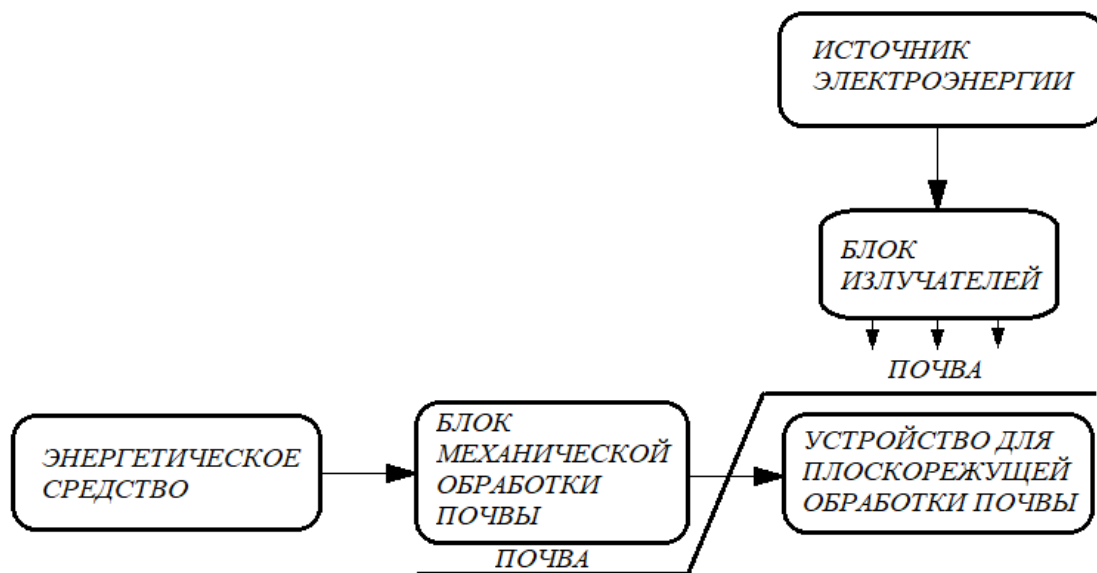 ИСТОЧНИК
ЭЛЕКТРОЭНЕРГИИ
БЛОК
ИЗЛУЧАТЕЛЕЙ
ПОЧВА
ЭНЕРГЕТИЧЕСКОЕ
СРЕДСТВО
БЛОК
МЕХАНИЧЕСКОЙ
ОБРАБОТКИ
ПОЧВЫ
УСТРОЙСТВО ДЛЯ
ПЛОСКОРЕЖУЩЕЙ
ОБРАБОТКИ ПОЧВЫ
ПОЧВА